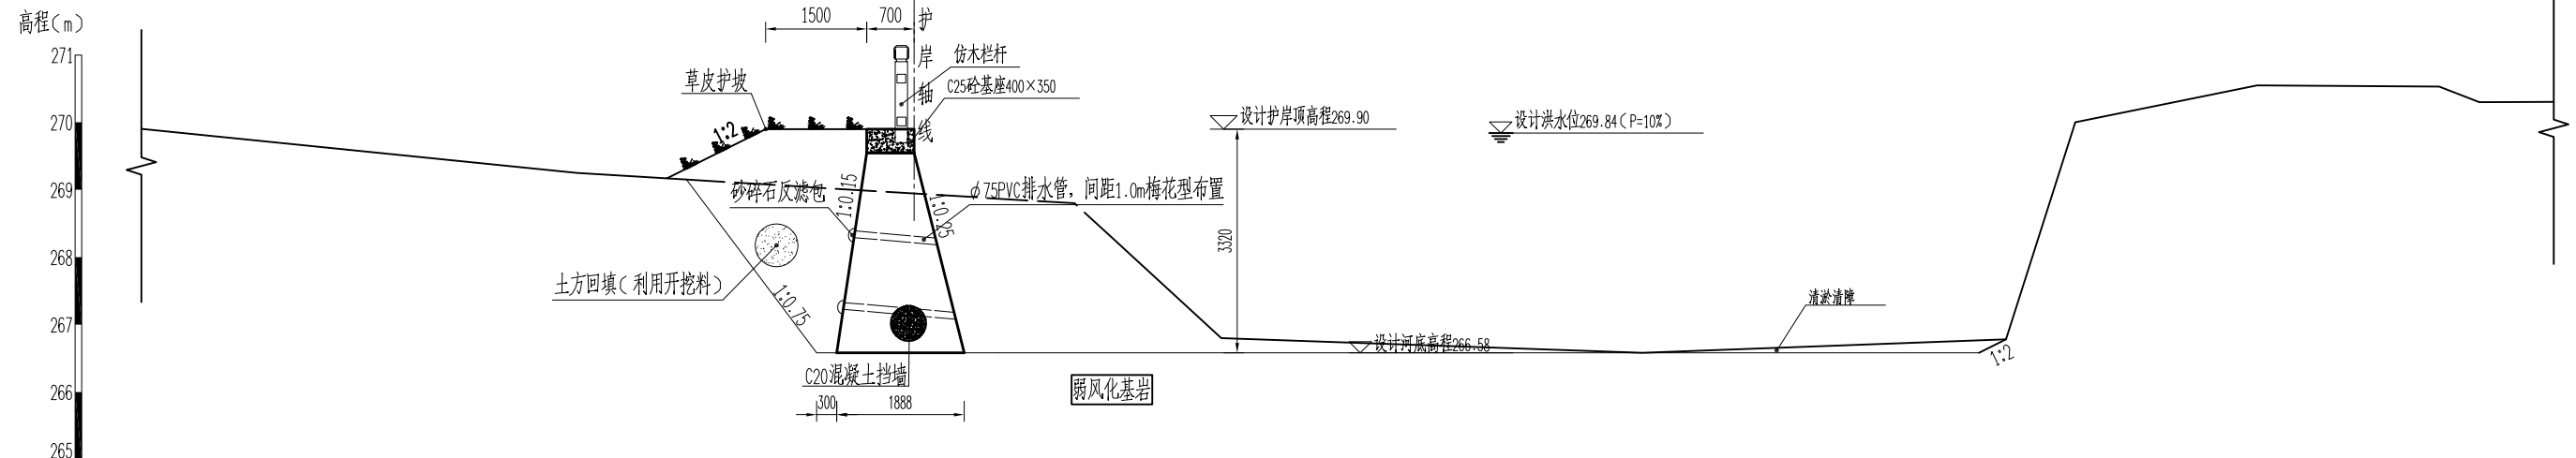 高程(m)
271
270
269
268
267
266
265
1500
700
护岸轴线
仿木栏杆
C25砼基座400×350
草皮护坡
1:2
设计护岸顶高程269.90
设计洪水位269.84(P=10%)
砂碎石反滤包
1:0.15
1:0.25
ϕ75PVC排水管，间距1.0m梅花型布置
3320
土方回填(利用开挖料)
1:0.75
清淤清障
设计河底高程266.58
1:2
C20混凝土挡墙
弱风化基岩
300
1888